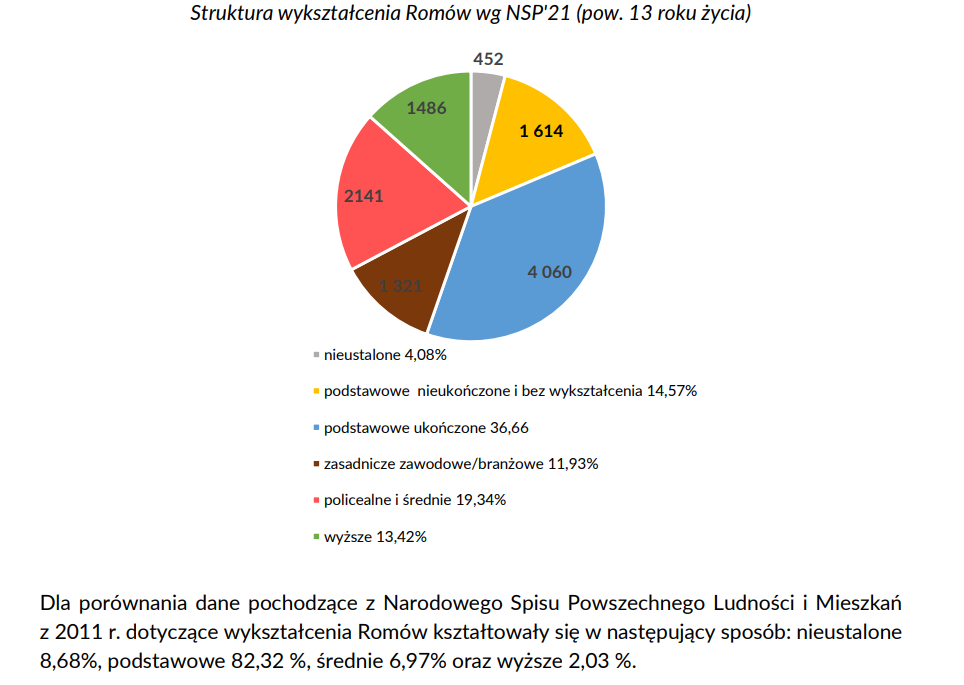 Struktura wykształcenia Romów wg NSP'21 (pow. 13 roku życia)
452
1486
1 614
2141
4 060
1 321
nieustalone 4,08%
podstawowe nieukończone i bez wykształcenia 14,57%
podstawowe ukończone 36,66
zasadnicze zawodowe/branżowe 11,93%
policealne i średnie 19,34%
wyższe 13,42%
Dla porównania dane pochodzące z Narodowego Spisu Powszechnego Ludności i Mieszkań
z 2011 r. dotyczące wykształcenia Romów kształtowały się w następujący sposób: nieustalone
8,68%, podstawowe 82,32 %, średnie 6,97% oraz wyższe 2,03 %.